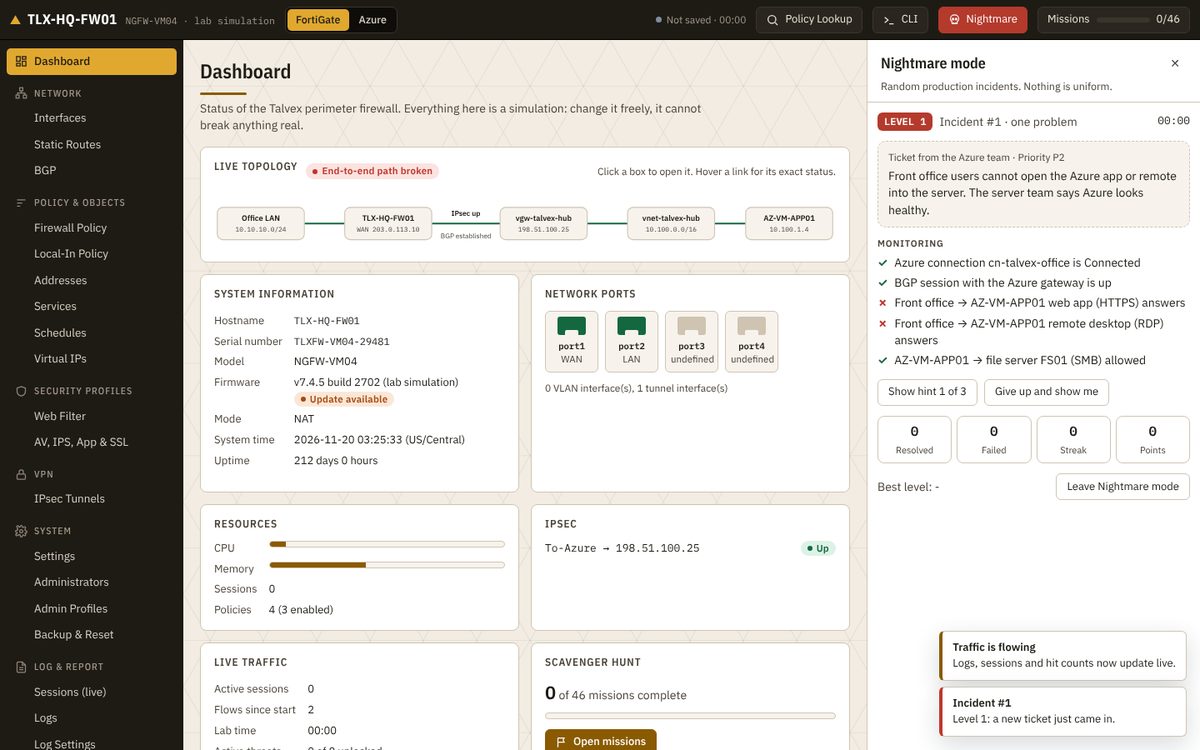 TLX-HQ-FW01 NGFW-VM04 · lab simulation FortiGate Azure Not saved · 00:00 Policy Lookup CLI Nightmare Missions 0/46
Dashboard
NETWORK
Interfaces
Static Routes
BGP
POLICY & OBJECTS
Firewall Policy
Local-In Policy
Addresses
Services
Schedules
Virtual IPs
SECURITY PROFILES
Web Filter
AV, IPS, App & SSL
VPN
IPsec Tunnels
SYSTEM
Settings
Administrators
Admin Profiles
Backup & Reset
LOG & REPORT
Sessions (live)
Logs
Log Settings
Dashboard
Status of the Talvex perimeter firewall. Everything here is a simulation: change it freely, it cannot
break anything real.
LIVE TOPOLOGY End-to-end path broken Click a box to open it. Hover a link for its exact status.
Office LAN
10.10.10.0/24
TLX-HQ-FW01
WAN 203.0.113.10
IPsec up
BGP established
vgw-talvex-hub
198.51.100.25
vnet-talvex-hub
10.100.0.0/16
AZ-VM-APP01
10.100.1.4
SYSTEM INFORMATION
Hostname TLX-HQ-FW01
Serial number TLXFW-VM04-29481
Model NGFW-VM04
Firmware v7.4.5 build 2702 (lab simulation)
Update available
Mode NAT
System time 2026-11-20 03:25:33 (US/Central)
Uptime 212 days 0 hours
NETWORK PORTS
port1
WAN
port2
LAN
port3
undefined
port4
undefined
0 VLAN interface(s), 1 tunnel interface(s)
RESOURCES
CPU
Memory
Sessions 0
Policies 4 (3 enabled)
IPSEC
To-Azure → 198.51.100.25 Up
LIVE TRAFFIC
Active sessions 0
Flows since start 2
Lab time 00:00
SCAVENGER HUNT
0 of 46 missions complete
Open missions
Nightmare mode ×
Random production incidents. Nothing is uniform.
LEVEL 1 Incident #1 · one problem 00:00
Ticket from the Azure team · Priority P2
Front office users cannot open the Azure app or remote
into the server. The server team says Azure looks
healthy.
MONITORING
Azure connection cn-talvex-office is Connected
BGP session with the Azure gateway is up
Front office → AZ-VM-APP01 web app (HTTPS) answers
Front office → AZ-VM-APP01 remote desktop (RDP)
answers
AZ-VM-APP01 → file server FS01 (SMB) allowed
Show hint 1 of 3 Give up and show me
0 0 0 0
Resolved Failed Streak Points
Best level: - Leave Nightmare mode
Traffic is flowing
Logs, sessions and hit counts now update live.
Incident #1
Level 1: a new ticket just came in.